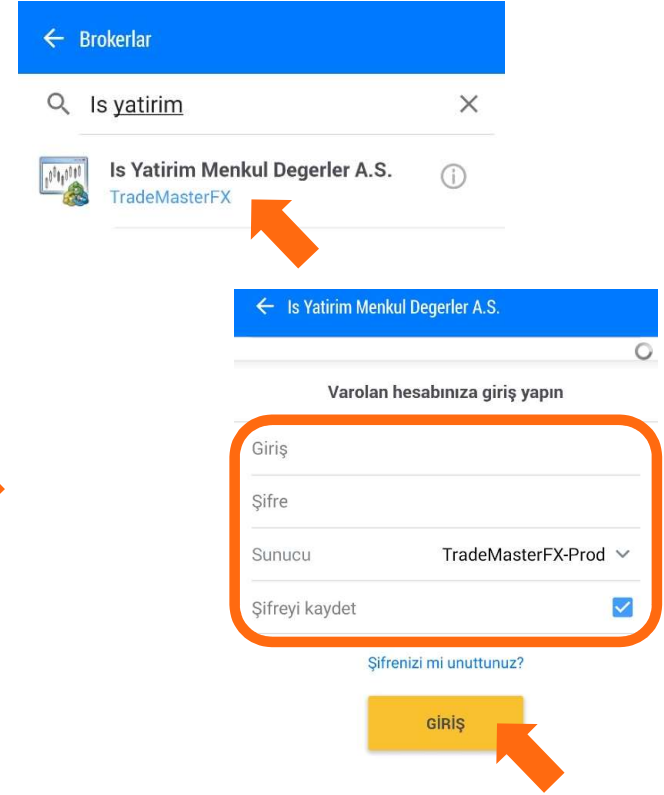 Brokerlar
Is yatirim
Is Yatirim Menkul Degerler A.S.
TradeMasterFX
Is Yatirim Menkul Degerler A.S.
Varolan hesabınıza giriş yapın
Giriş
Şifre
Sunucu TradeMasterFX-Prod
Şifreyi kaydet
Şifrenizi mi unuttunuz?
GİRİŞ